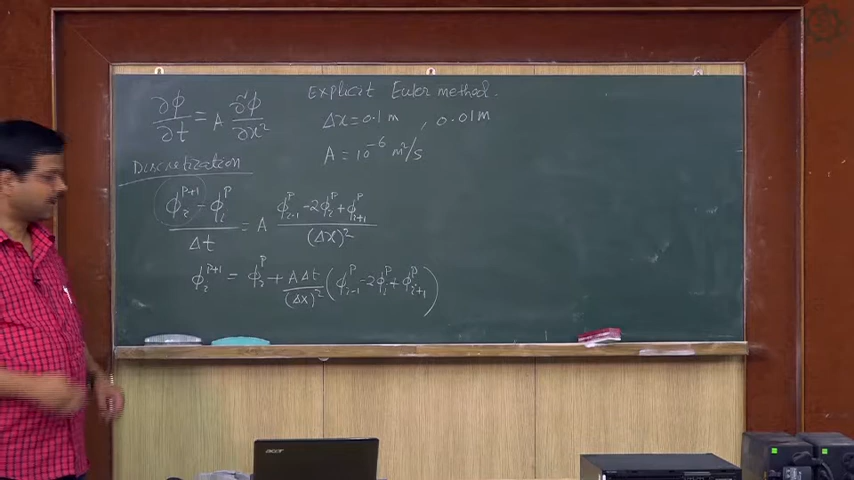 Explicit Euler method.
∂φ/∂t = A ∂²φ/∂x²
Δx = 0.1 m, 0.01 m
A = 10⁻⁶ m²/s
Discretization
(φᵢᵖ⁺¹ - φᵢᵖ)/Δt = A (φᵢ₋₁ᵖ - 2φᵢᵖ + φᵢ₊₁ᵖ)/(Δx)²
φᵢᵖ⁺¹ = φᵢᵖ + AΔt/(Δx)² (φᵢ₋₁ᵖ - 2φᵢᵖ + φᵢ₊₁ᵖ)
acer